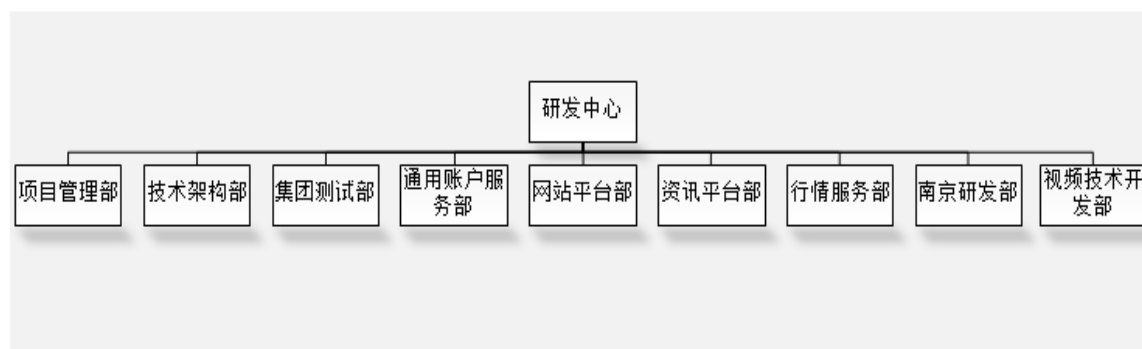 研发中心
项目管理部
技术架构部
集团测试部
通用账户服
务部
网站平台部
资讯平台部
行情服务部
南京研发部
视频技术开
发部